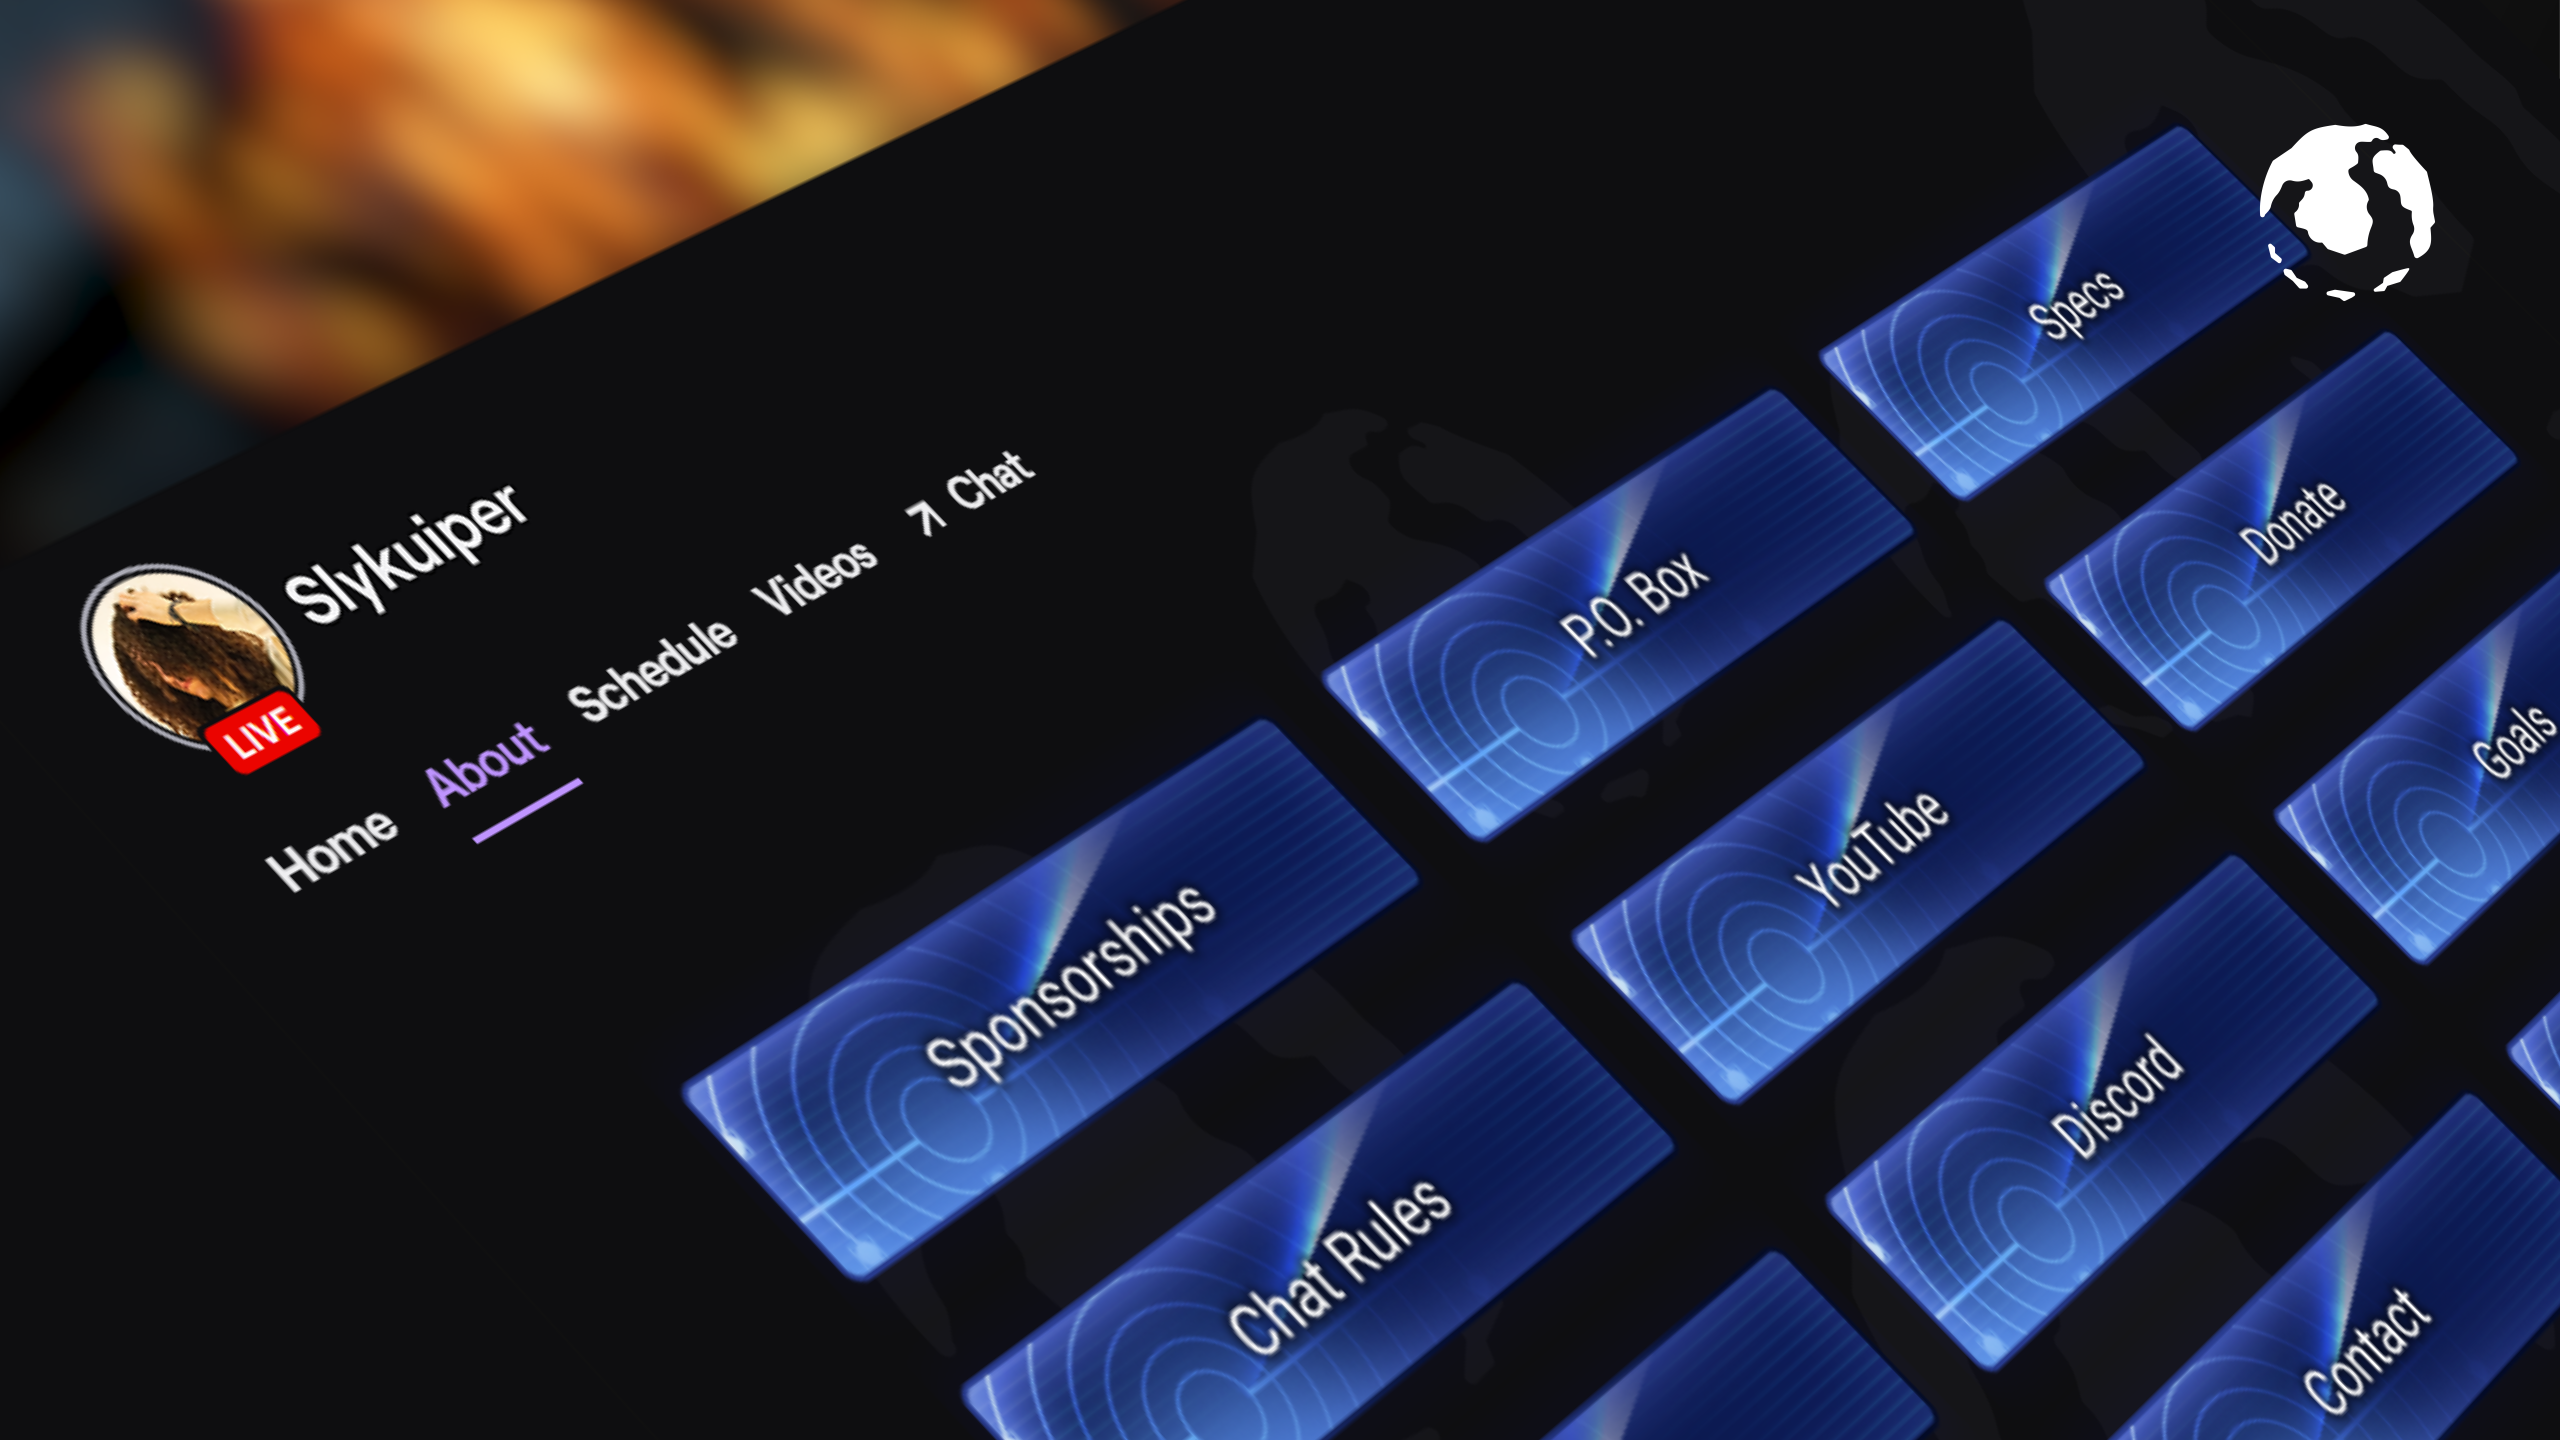 Slykuiper
LIVE
Home
About
Schedule
Videos
Chat
Sponsorships
P.O. Box
Specs
Chat Rules
YouTube
Donate
Discord
Goals
Contact